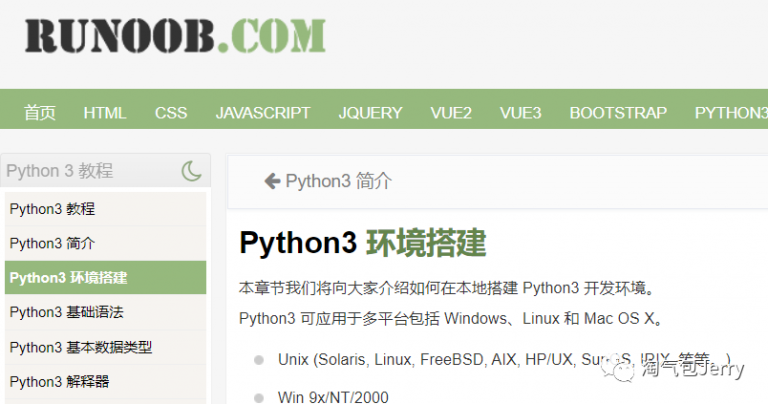 RUNOOB.COM
首页 HTML CSS JAVASCRIPT JQUERY VUE2 VUE3 BOOTSTRAP PYTHON3
Python 3 教程
Python3 教程
Python3 简介
Python3 环境搭建
Python3 基础语法
Python3 基本数据类型
Python3 解释器
Python3 简介
Python3 环境搭建
本章节我们将向大家介绍如何在本地搭建 Python3 开发环境。
Python3 可应用于多平台包括 Windows、Linux 和 Mac OS X。
Unix (Solaris, Linux, FreeBSD, AIX, HP/UX, 等等。)
Win 9x/NT/2000
淘气包Jerry